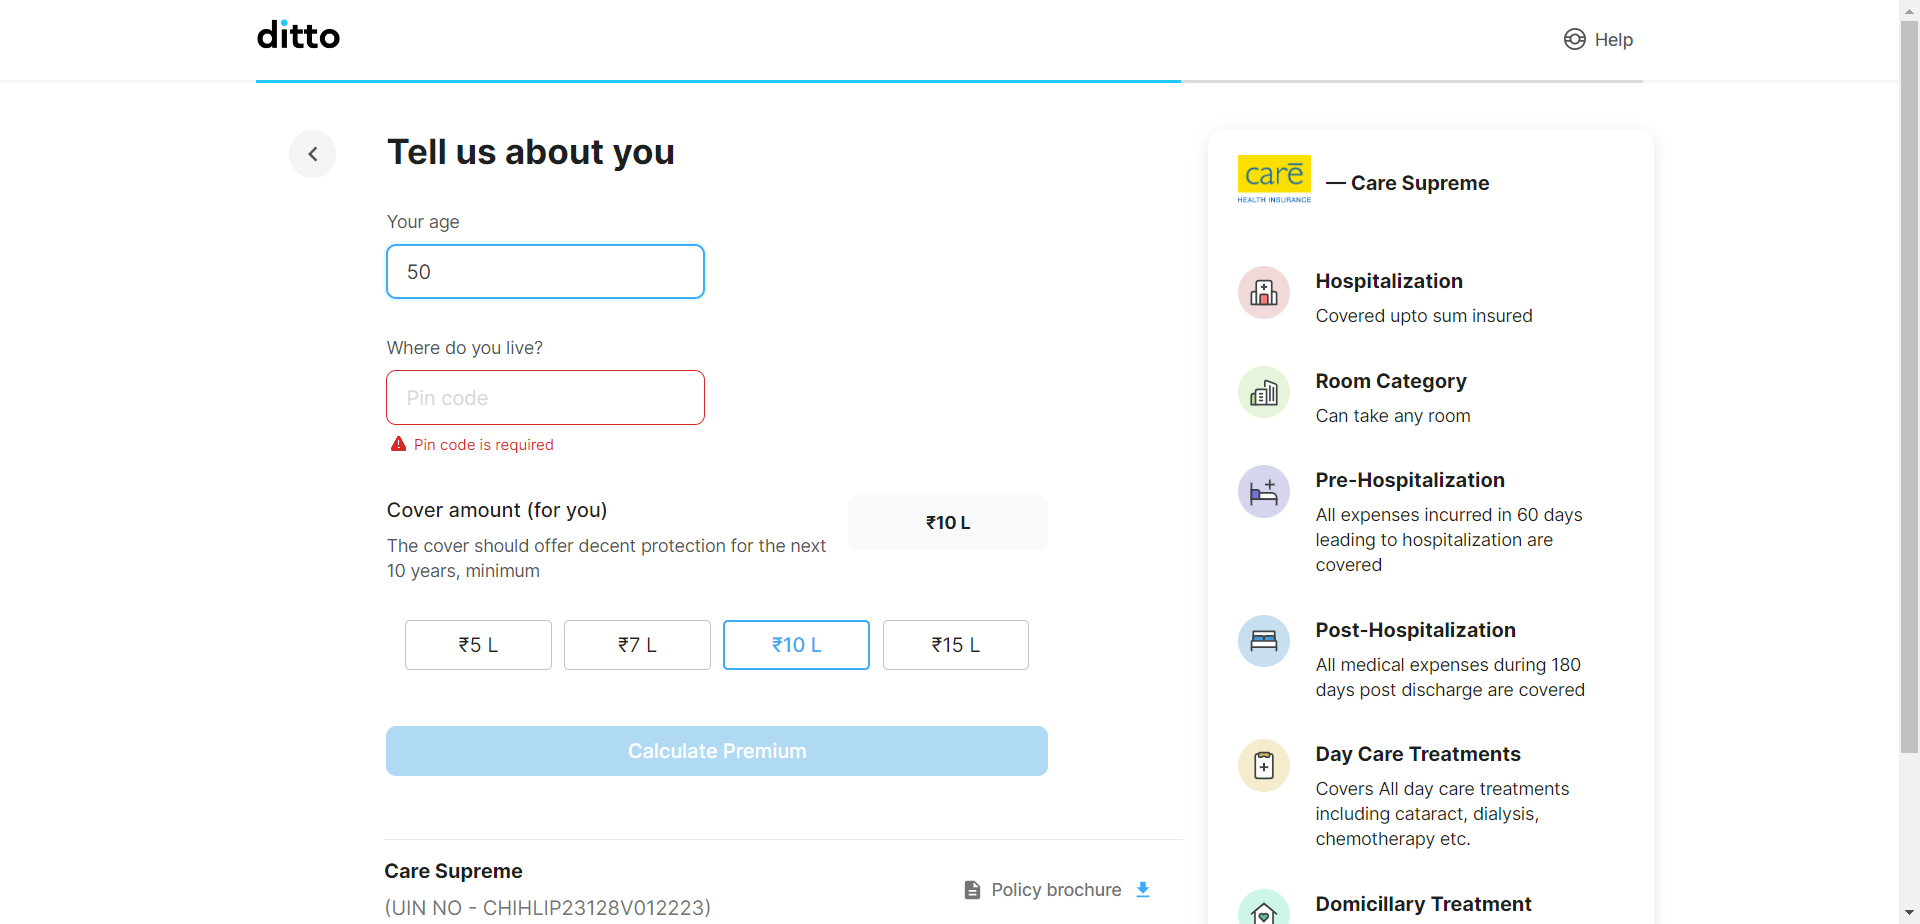 ditto
Help
Tell us about you
Your age
50
Where do you live?
Pin code
Pin code is required
Cover amount (for you)
₹10 L
The cover should offer decent protection for the next
10 years, minimum
₹5 L
₹7 L
₹10 L
₹15 L
Calculate Premium
Care Supreme
(UIN NO - CHIHLIP23128V012223)
Policy brochure
carē
HEALTH INSURANCE
— Care Supreme
Hospitalization
Covered upto sum insured
Room Category
Can take any room
Pre-Hospitalization
All expenses incurred in 60 days
leading to hospitalization are
covered
Post-Hospitalization
All medical expenses during 180
days post discharge are covered
Day Care Treatments
Covers All day care treatments
including cataract, dialysis,
chemotherapy etc.
Domicillary Treatment